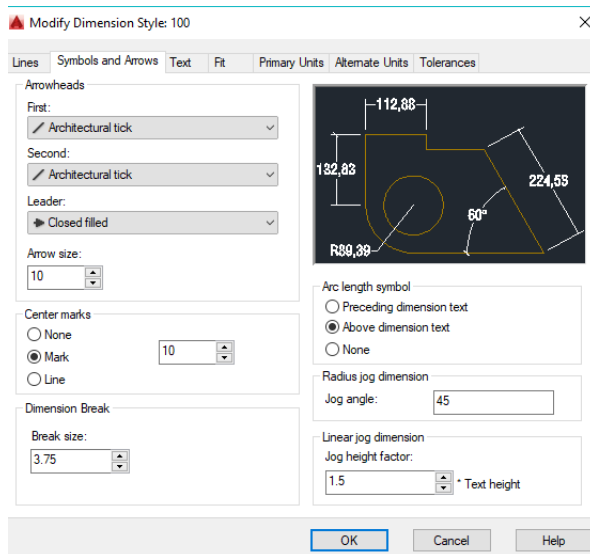 Modify Dimension Style: 100
Lines Symbols and Arrows Text Fit Primary Units Alternate Units Tolerances
Arrowheads
First:
Architectural tick
Second:
Architectural tick
Leader:
Closed filled
Arrow size:
10
Center marks
None
Mark
10
Line
Dimension Break
Break size:
3.75
112,88
132,83
224,53
60°
R89,39
Arc length symbol
Preceding dimension text
Above dimension text
None
Radius jog dimension
Jog angle:
45
Linear jog dimension
Jog height factor:
1.5
* Text height
OK Cancel Help